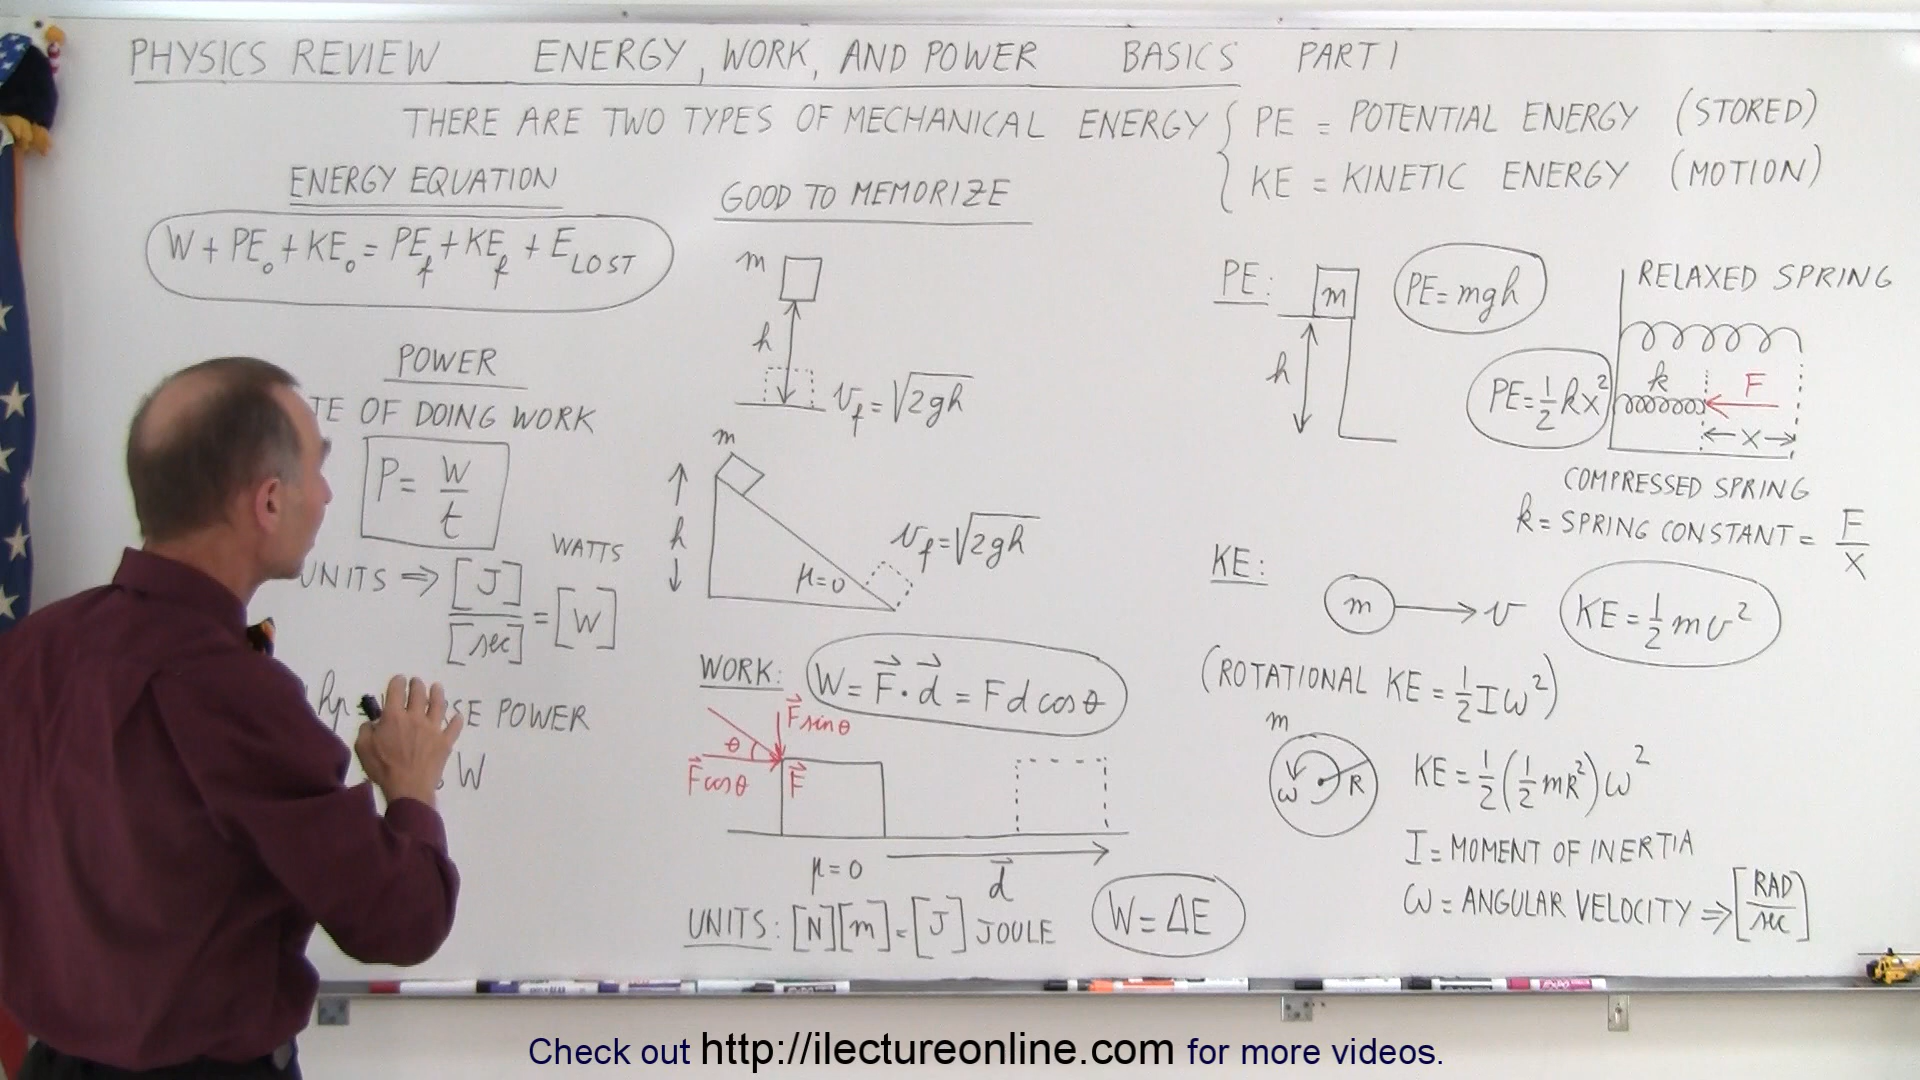 PHYSICS REVIEW ENERGY, WORK, AND POWER BASICS PART 1
THERE ARE TWO TYPES OF MECHANICAL ENERGY { PE = POTENTIAL ENERGY (STORED)
KE = KINETIC ENERGY (MOTION)
ENERGY EQUATION
W + PE₀ + KE₀ = PE_f + KE_f + E_LOST
POWER
TE OF DOING WORK
P = W/t
UNITS ⇒ [J]/[sec] = [W]
WATTS
hp = RSE POWER
W
GOOD TO MEMORIZE
m
h
v_f = √2gh
m
h
μ=0
v_f = √2gh
WORK: W = F⃗ · d⃗ = F d cos θ
F⃗ sin θ
θ
F⃗ cos θ
F⃗
μ=0
d⃗
UNITS: [N][m] = [J] JOULE
W = ΔE
PE:
m
PE = mgh
h
RELAXED SPRING
PE = ½kx²
k
F
x
COMPRESSED SPRING
k = SPRING CONSTANT = F/x
KE:
m
v
KE = ½mv²
(ROTATIONAL KE = ½Iω²)
m
ω
R
KE = ½(½mR²)ω²
I = MOMENT OF INERTIA
ω = ANGULAR VELOCITY ⇒ [RAD/sec]
Check out http://ilectureonline.com for more videos.